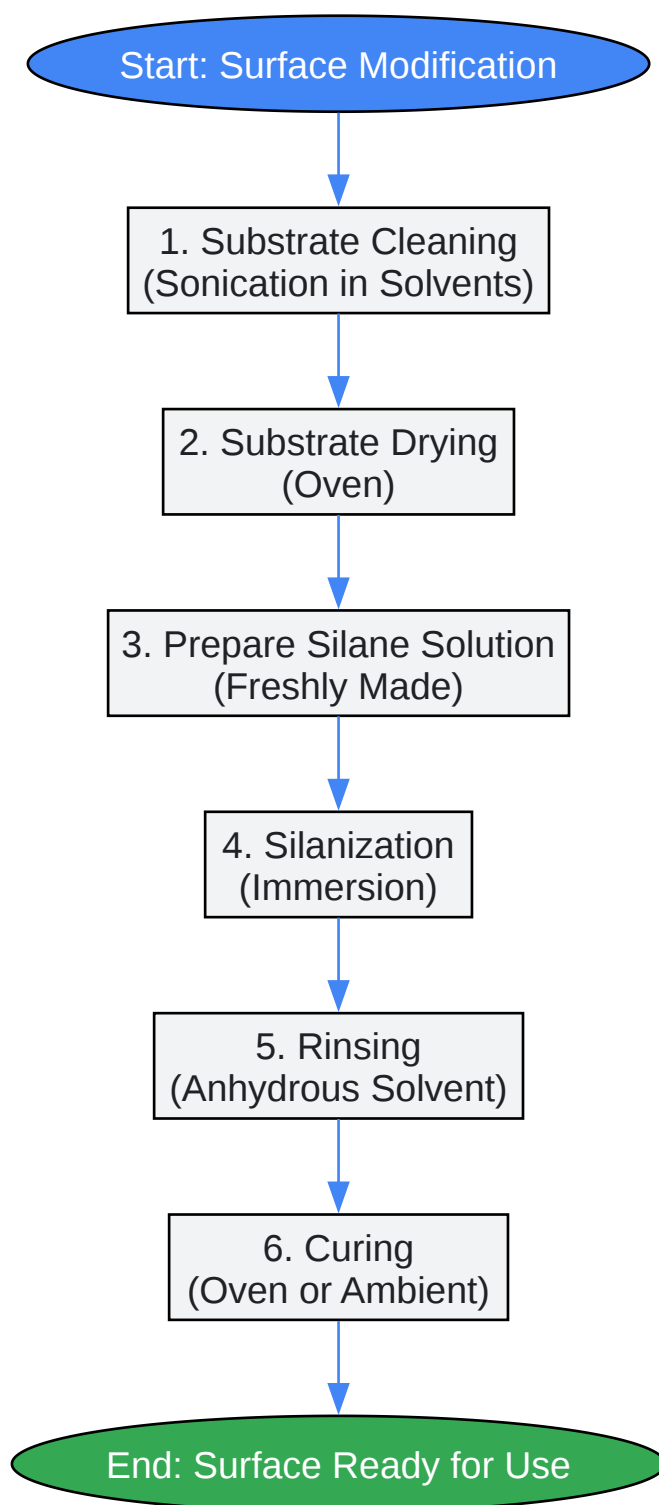 Start: Surface Modification
1. Substrate Cleaning
(Sonication in Solvents)
2. Substrate Drying
(Oven)
3. Prepare Silane Solution
(Freshly Made)
4. Silanization
(Immersion)
5. Rinsing
(Anhydrous Solvent)
6. Curing
(Oven or Ambient)
End: Surface Ready for Use